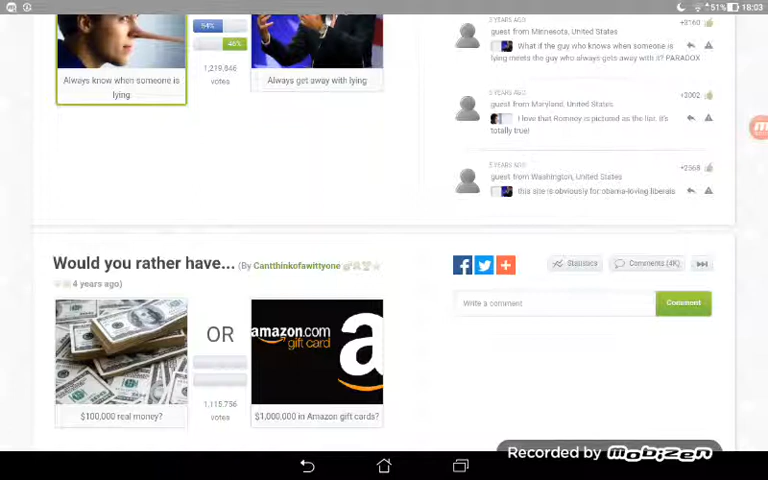 51% 18:03
54%
46%
1,219,846
votes
Always know when someone is
lying
Always get away with lying
3 YEARS AGO
+3160
guest from Minnesota, United States
What if the guy who knows when someone is
lying meets the guy who always gets away with it? PARADOX
+3002
guest from Maryland, United States
I love that Romney is pictured as the liar. It's
totally true!
YEARS AGO
+2568
guest from Washington, United States
this site is obviously for obama-loving liberals
Would you rather have... (By Cantthinkofawittyone
4 years ago)
Statistics
Comments (4K)
Write a comment
Comment
OR
amazon.com
gift card
a
1,115,756
votes
$100,000 real money?
$1,000,000 in Amazon gift cards?
Recorded by Mobizen